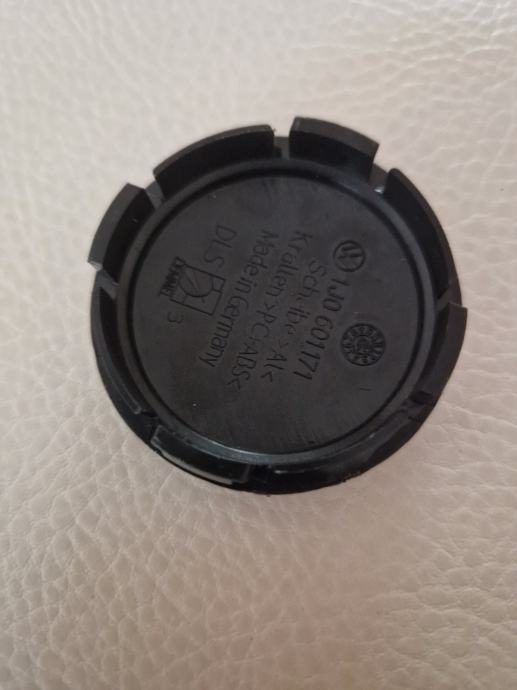 1J0 601171
Scheibe >Al<
Krallen >PC+ABS<
Made in Germany
DLS
3